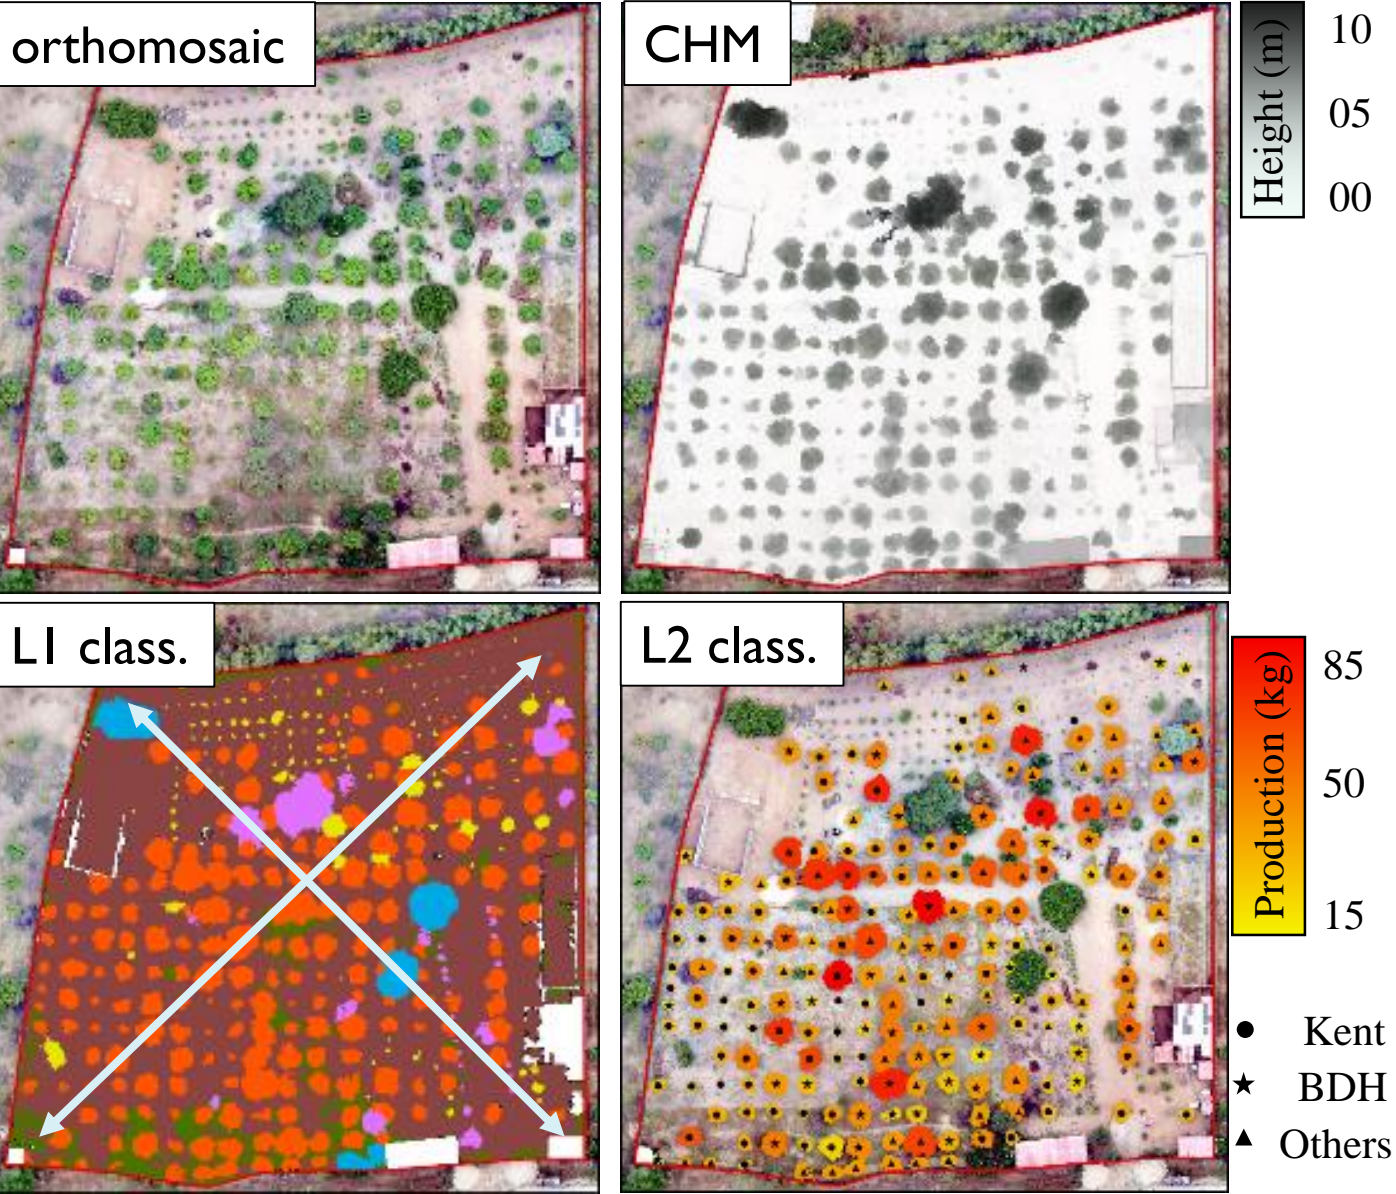 orthomosaic
CHM
Height (m)
10
05
00
L1 class.
L2 class.
Production (kg)
85
50
15
Kent
BDH
Others